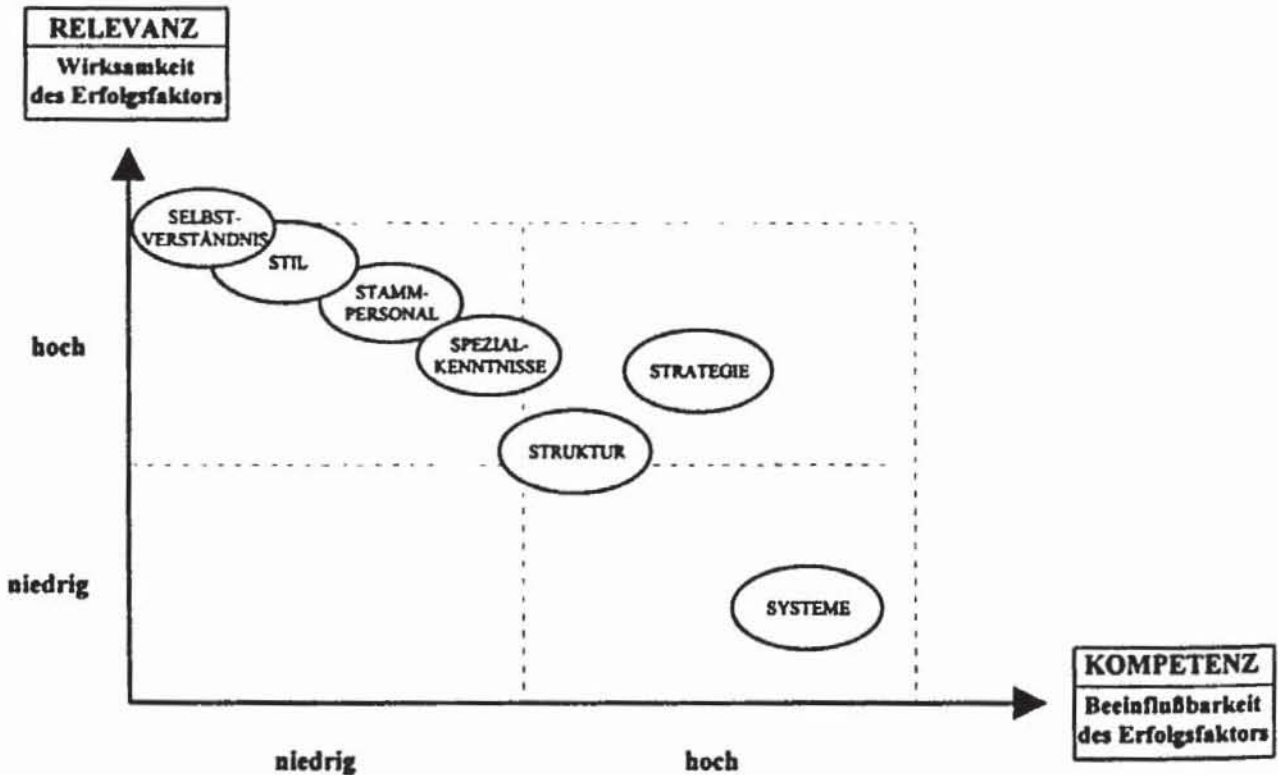 RELEVANZ
Wirksamkeit
des Erfolgsfaktors
SELBST-
VERSTÄNDNIS
STIL
STAMM-
PERSONAL
hoch
SPEZIAL-
KENNTNISSE
STRATEGIE
STRUKTUR
niedrig
SYSTEME
KOMPETENZ
Beeinflußbarkeit
des Erfolgsfaktors
niedrig
hoch